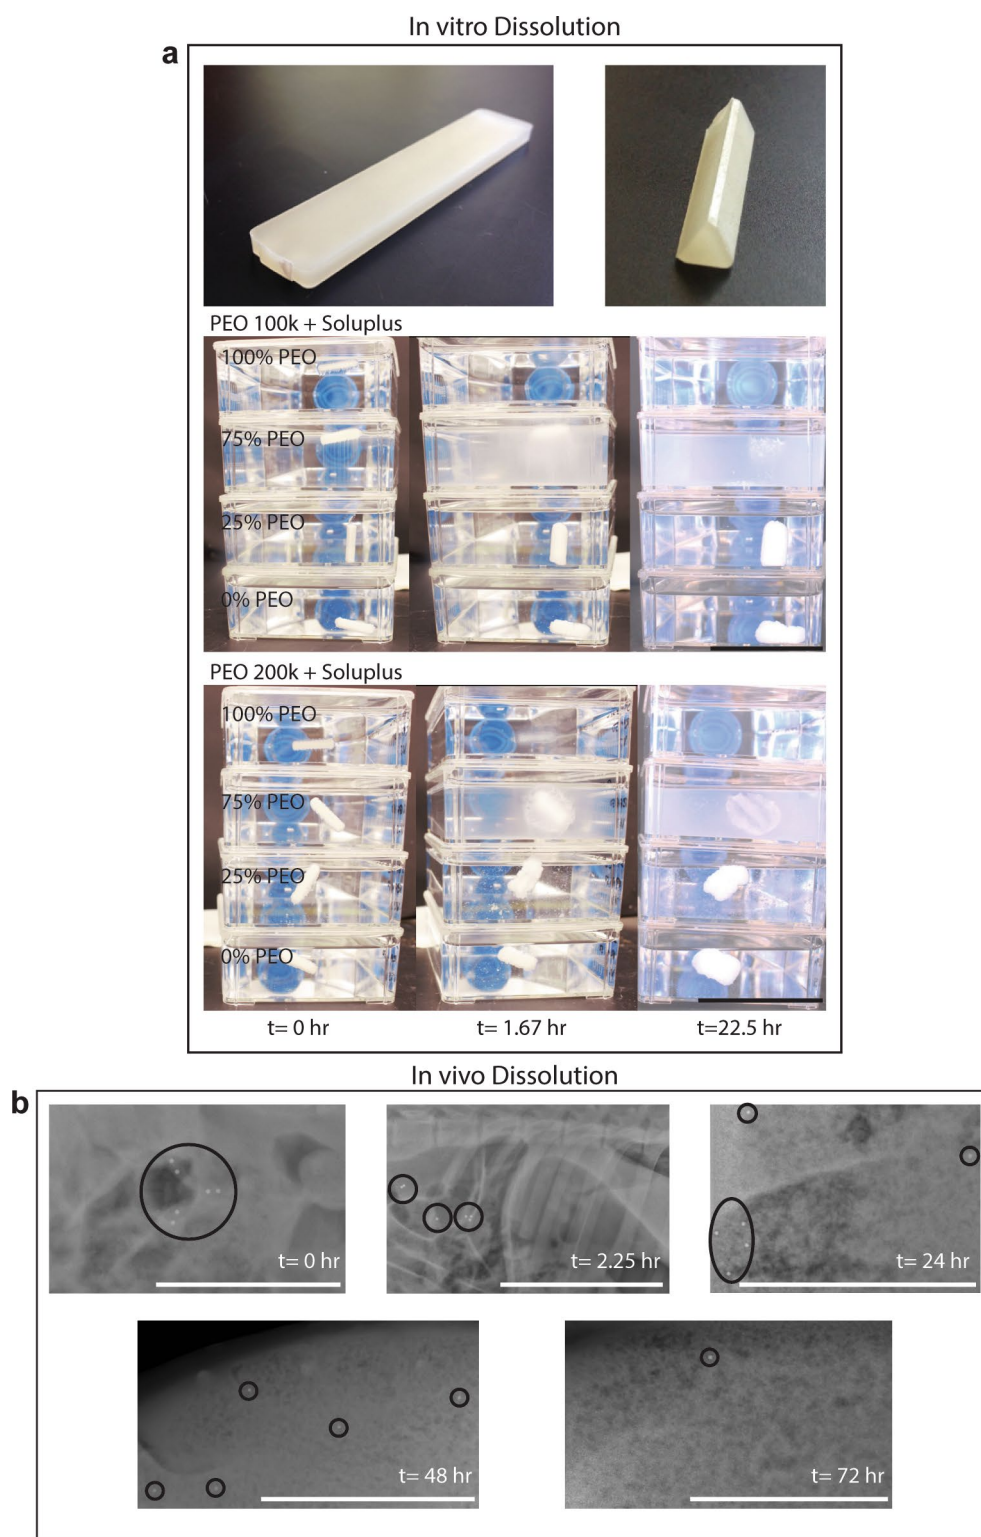 In vitro Dissolution
a
PEO 100k + Soluplus
100% PEO
75% PEO
25% PEO
0% PEO
PEO 200k + Soluplus
100% PEO
75% PEO
25% PEO
0% PEO
t= 0 hr
t= 1.67 hr
t=22.5 hr
In vivo Dissolution
b
t= 0 hr
t= 2.25 hr
t= 24 hr
t= 48 hr
t= 72 hr